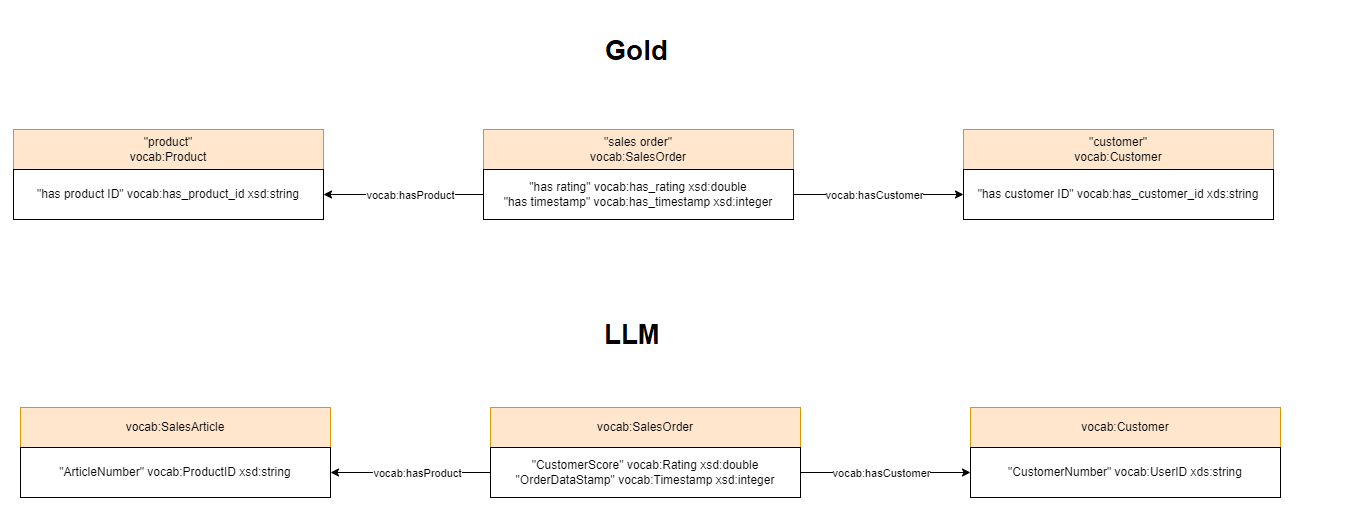 Gold
"product"
vocab:Product
"has product ID" vocab:has_product_id xsd:string
vocab:hasProduct
"sales order"
vocab:SalesOrder
"has rating" vocab:has_rating xsd:double
"has timestamp" vocab:has_timestamp xsd:integer
vocab:hasCustomer
"customer"
vocab:Customer
"has customer ID" vocab:has_customer_id xds:string
LLM
vocab:SalesArticle
"ArticleNumber" vocab:ProductID xsd:string
vocab:hasProduct
vocab:SalesOrder
"CustomerScore" vocab:Rating xsd:double
"OrderDataStamp" vocab:Timestamp xsd:integer
vocab:hasCustomer
vocab:Customer
"CustomerNumber" vocab:UserID xds:string